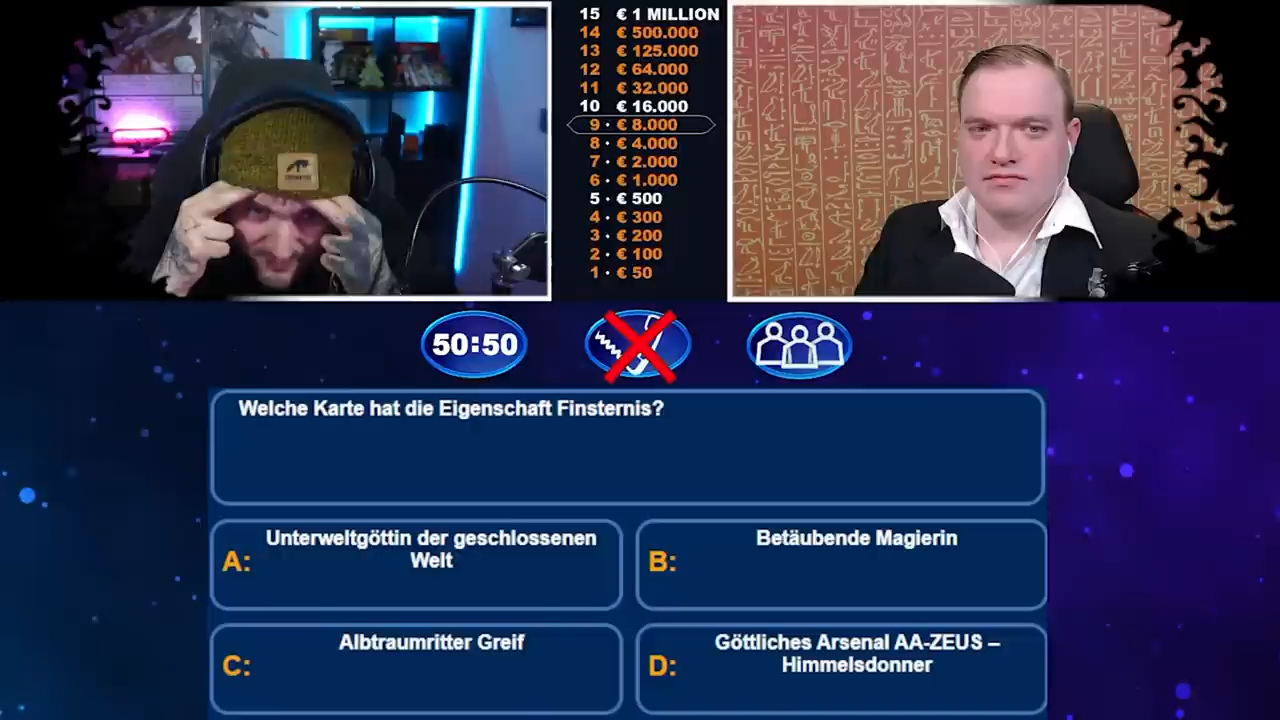 15 € 1 MILLION
14 € 500.000
13 € 125.000
12 € 64.000
11 € 32.000
10 € 16.000
9 · € 8.000
8 · € 4.000
7 · € 2.000
6 · € 1.000
5 · € 500
4 · € 300
3 · € 200
2 · € 100
1 · € 50
50:50
Welche Karte hat die Eigenschaft Finsternis?
A: Unterweltgöttin der geschlossenen
Welt
B: Betäubende Magierin
C: Albtraumritter Greif
D: Göttliches Arsenal AA-ZEUS –
Himmelsdonner